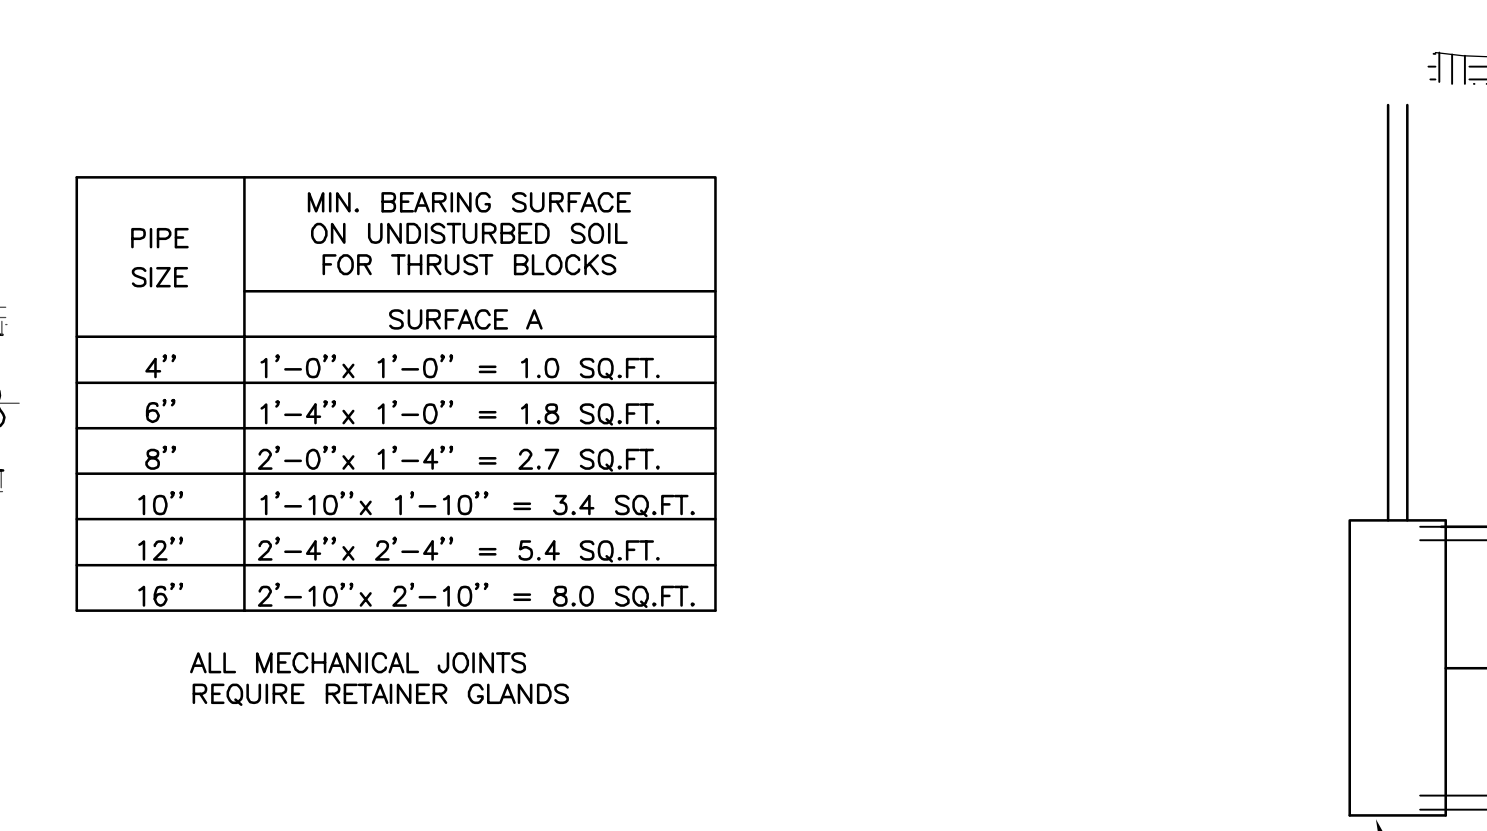 PIPE
SIZE
MIN. BEARING SURFACE
ON UNDISTURBED SOIL
FOR THRUST BLOCKS
SURFACE A
4’’ 1’–0’’x 1’–0’’ = 1.0 SQ.FT.
6’’ 1’–4’’x 1’–0’’ = 1.8 SQ.FT.
8’’ 2’–0’’x 1’–4’’ = 2.7 SQ.FT.
10’’ 1’–10’’x 1’–10’’ = 3.4 SQ.FT.
12’’ 2’–4’’x 2’–4’’ = 5.4 SQ.FT.
16’’ 2’–10’’x 2’–10’’ = 8.0 SQ.FT.
ALL MECHANICAL JOINTS
REQUIRE RETAINER GLANDS